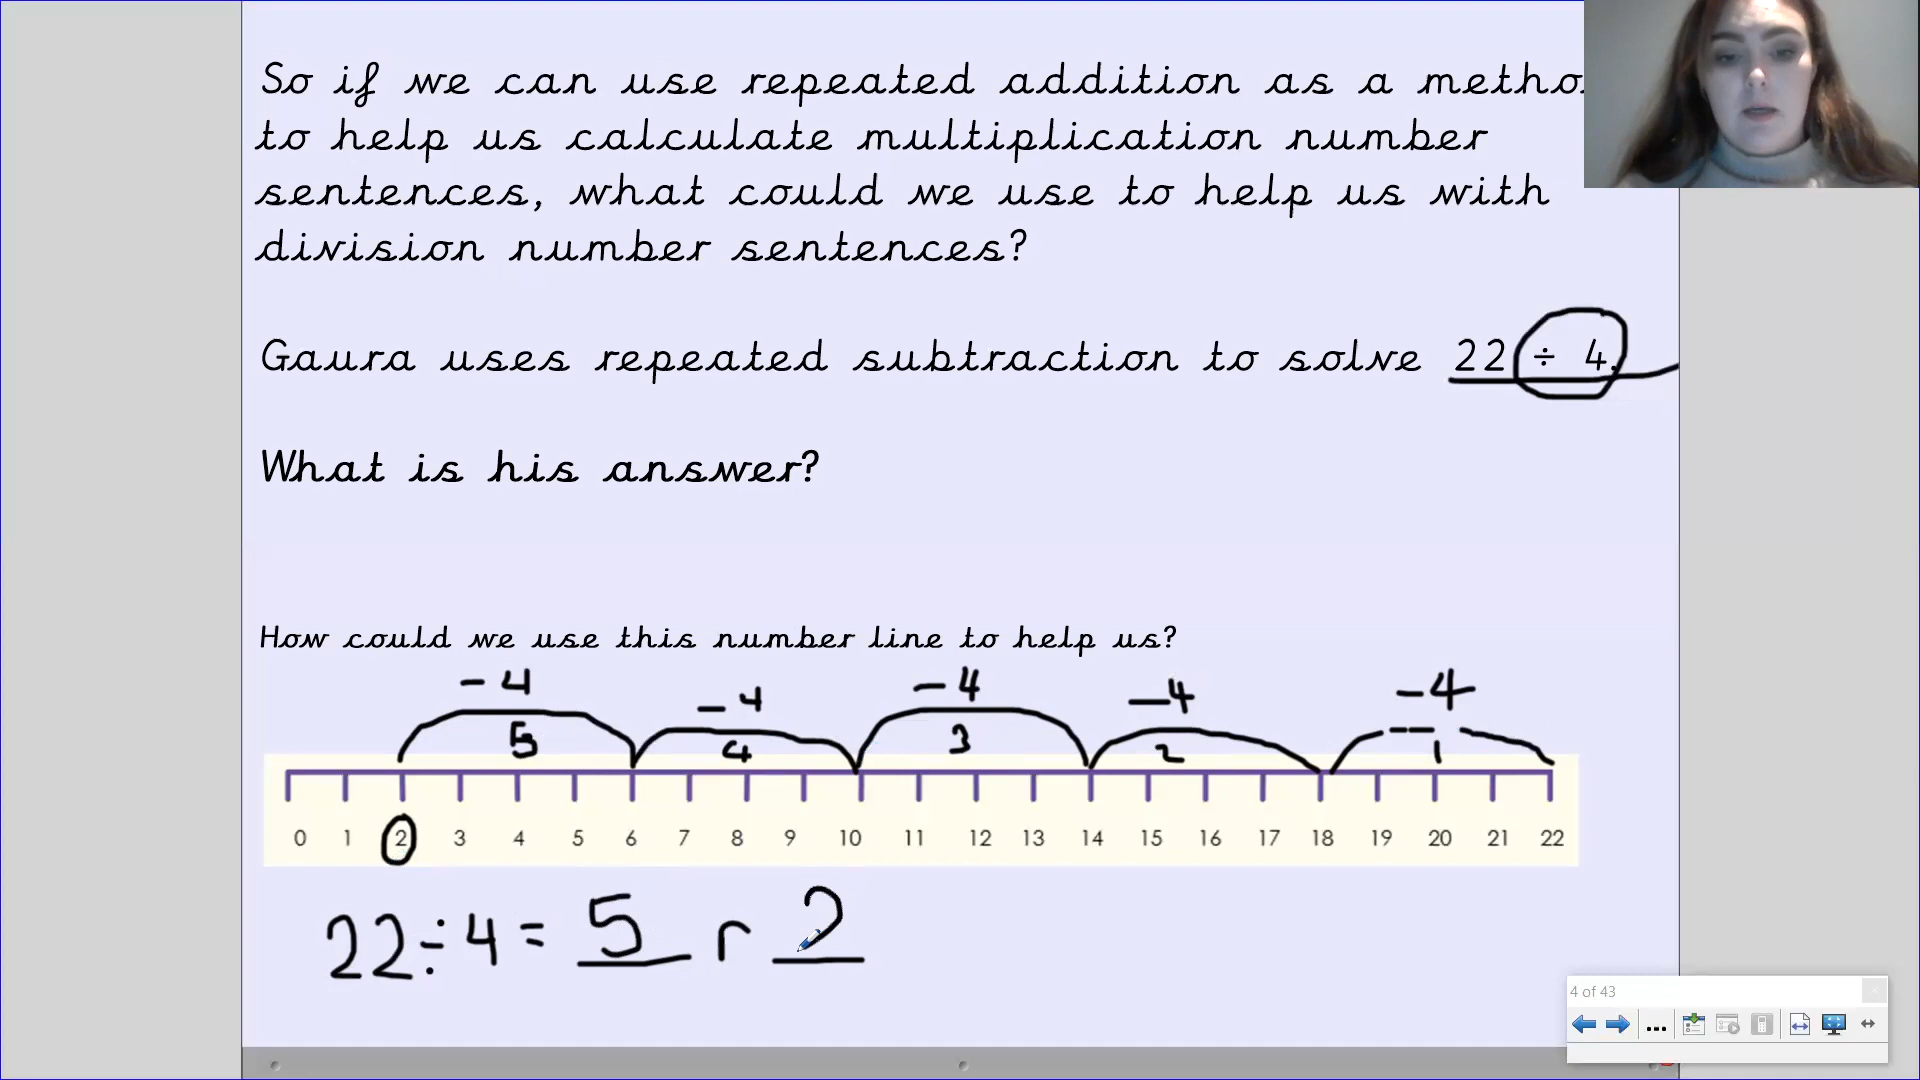 So if we can use repeated addition as a metho
to help us calculate multiplication number
sentences, what could we use to help us with
division number sentences?
Gaura uses repeated subtraction to solve 22 ÷ 4.
What is his answer?
How could we use this number line to help us?
- 4 - 4 - 4 - 4 - 4
5 4 3 2 1
0 1 2 3 4 5 6 7 8 9 10 11 12 13 14 15 16 17 18 19 20 21 22
22 ÷ 4 = 5 r 2
4 of 43